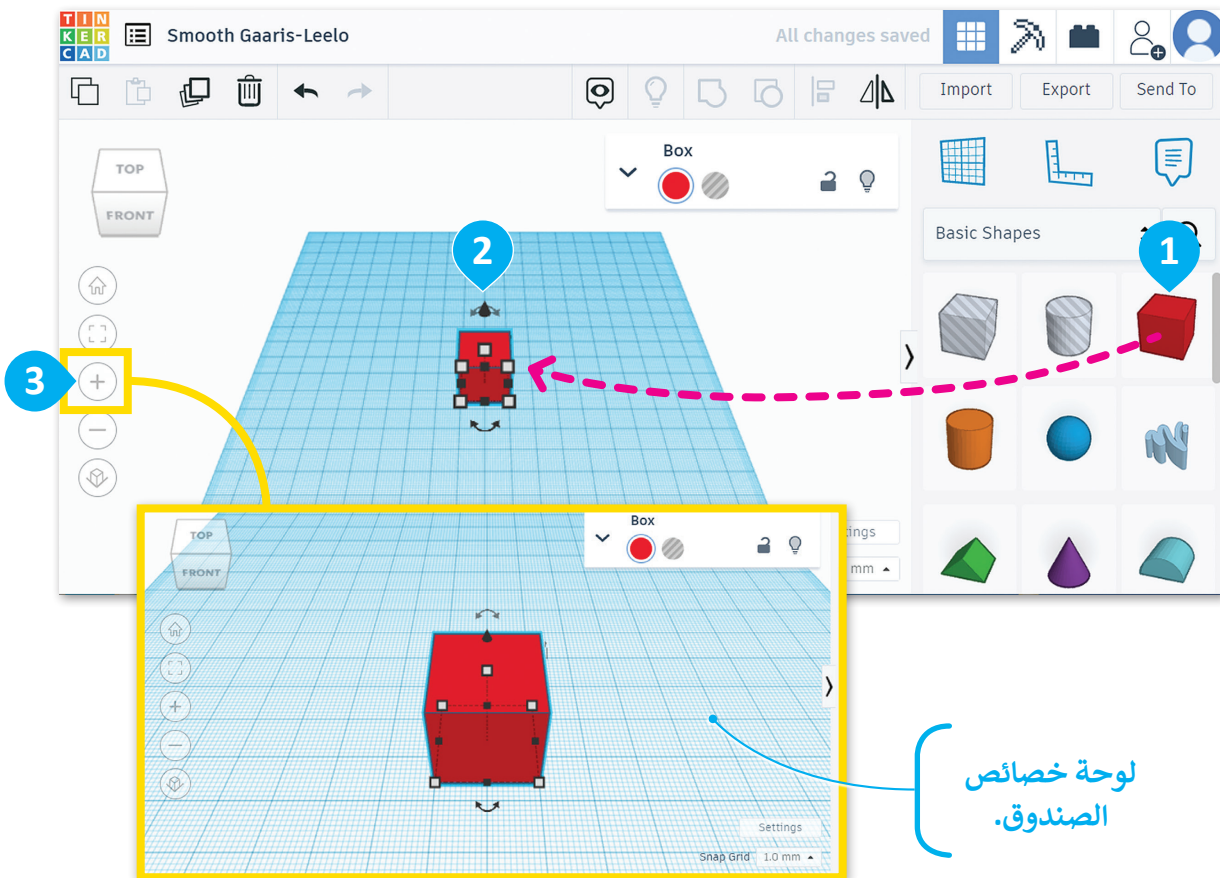 TIN
KER
CAD
Smooth Gaaris-Leelo
All changes saved
Import
Export
Send To
TOP
FRONT
Box
Basic Shapes
1
2
3
mm
TOP
FRONT
Box
Settings
Snap Grid 1.0 mm
لوحة خصائص
الصندوق.